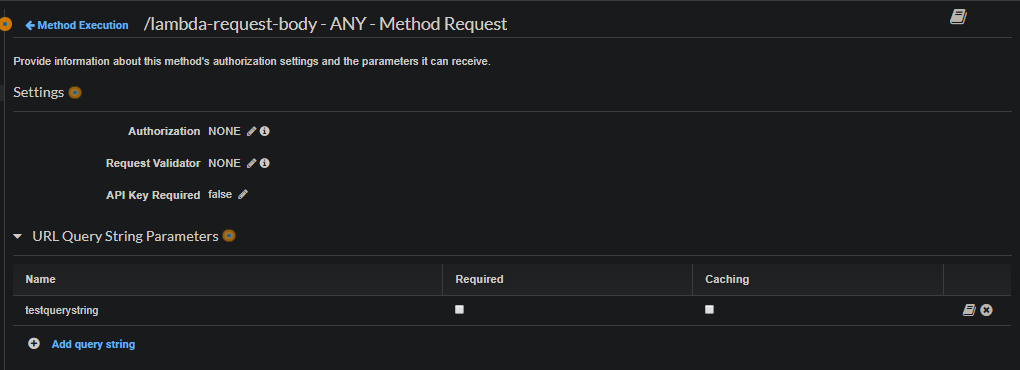 Method Execution /lambda-request-body - ANY - Method Request
Provide information about this method's authorization settings and the parameters it can receive.
Settings
Authorization NONE
Request Validator NONE
API Key Required false
URL Query String Parameters
Name Required Caching
testquerystring
Add query string